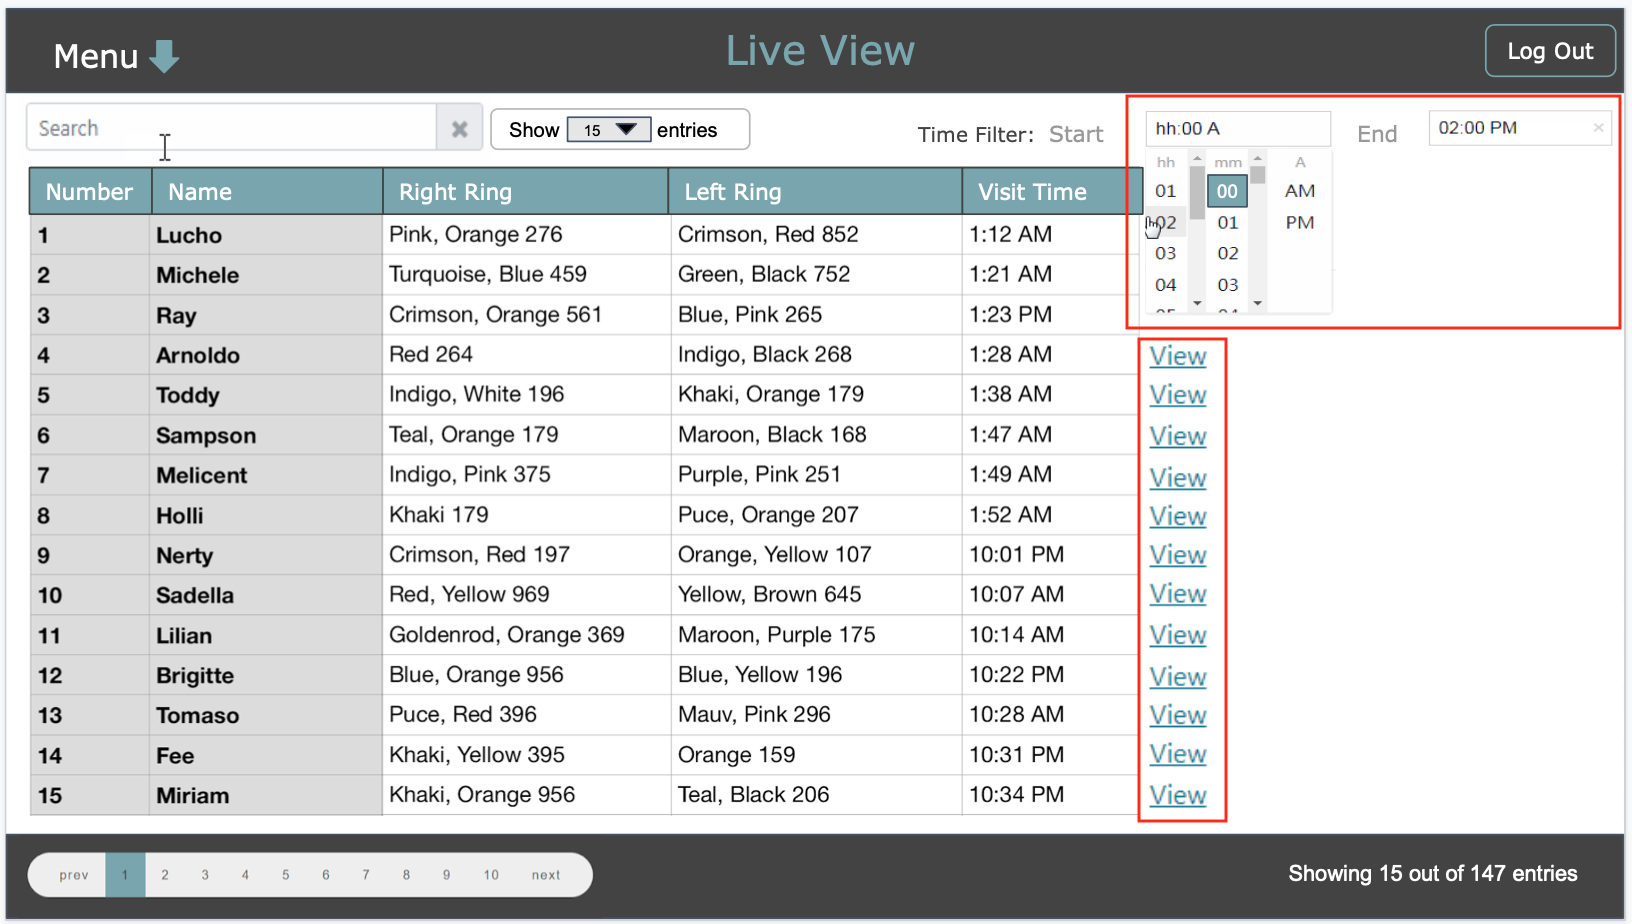 Menu
Live View
Log Out
Search
Show 15 entries
Time Filter: Start
hh:00 A
End
02:00 PM
hh mm A
01 00 AM
02 01 PM
03 02
04 03
05 04
Number Name Right Ring Left Ring Visit Time
1 Lucho Pink, Orange 276 Crimson, Red 852 1:12 AM
2 Michele Turquoise, Blue 459 Green, Black 752 1:21 AM
3 Ray Crimson, Orange 561 Blue, Pink 265 1:23 PM
4 Arnoldo Red 264 Indigo, Black 268 1:28 AM View
5 Toddy Indigo, White 196 Khaki, Orange 179 1:38 AM View
6 Sampson Teal, Orange 179 Maroon, Black 168 1:47 AM View
7 Melicent Indigo, Pink 375 Purple, Pink 251 1:49 AM View
8 Holli Khaki 179 Puce, Orange 207 1:52 AM View
9 Nerty Crimson, Red 197 Orange, Yellow 107 10:01 PM View
10 Sadella Red, Yellow 969 Yellow, Brown 645 10:07 AM View
11 Lilian Goldenrod, Orange 369 Maroon, Purple 175 10:14 AM View
12 Brigitte Blue, Orange 956 Blue, Yellow 196 10:22 PM View
13 Tomaso Puce, Red 396 Mauv, Pink 296 10:28 AM View
14 Fee Khaki, Yellow 395 Orange 159 10:31 PM View
15 Miriam Khaki, Orange 956 Teal, Black 206 10:34 PM View
prev 1 2 3 4 5 6 7 8 9 10 next
Showing 15 out of 147 entries